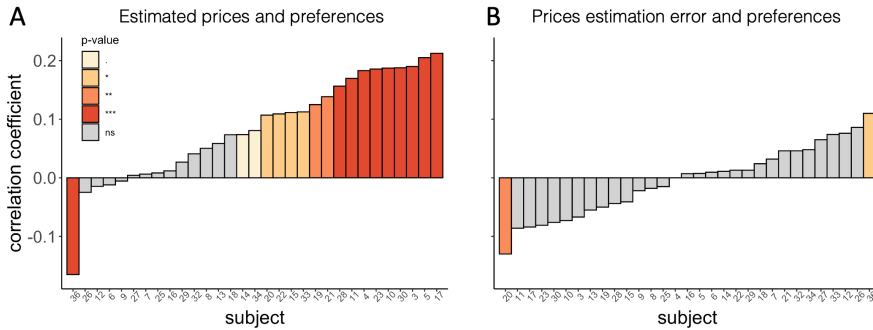 A
Estimated prices and preferences
B
Prices estimation error and preferences
p-value
.
*
**
***
ns
correlation coefficient
0.2
0.1
0.0
-0.1
36 26 12 6 9 27 7 25 16 29 32 8 13 18 14 34 20 22 15 33 19 21 28 11 4 23 10 30 3 5 17
subject
20 11 17 23 30 10 3 13 19 28 15 9 8 25 4 16 5 6 14 22 29 18 7 21 32 34 27 33 12 26 36
subject